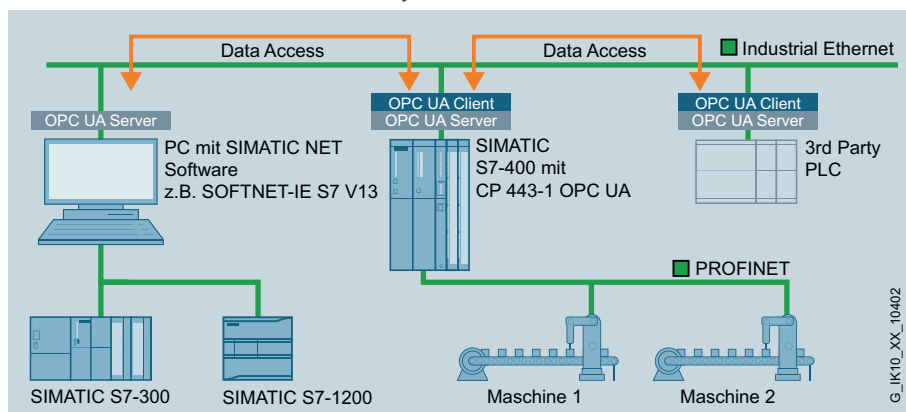 Data Access
Data Access
Industrial Ethernet
OPC UA Server
OPC UA Client
OPC UA Server
OPC UA Client
OPC UA Server
PC mit SIMATIC NET
Software
z.B. SOFTNET-IE S7 V13
SIMATIC
S7-400 mit
CP 443-1 OPC UA
3rd Party
PLC
PROFINET
SIMATIC S7-300
SIMATIC S7-1200
Maschine 1
Maschine 2
G_IK10_XX_10402